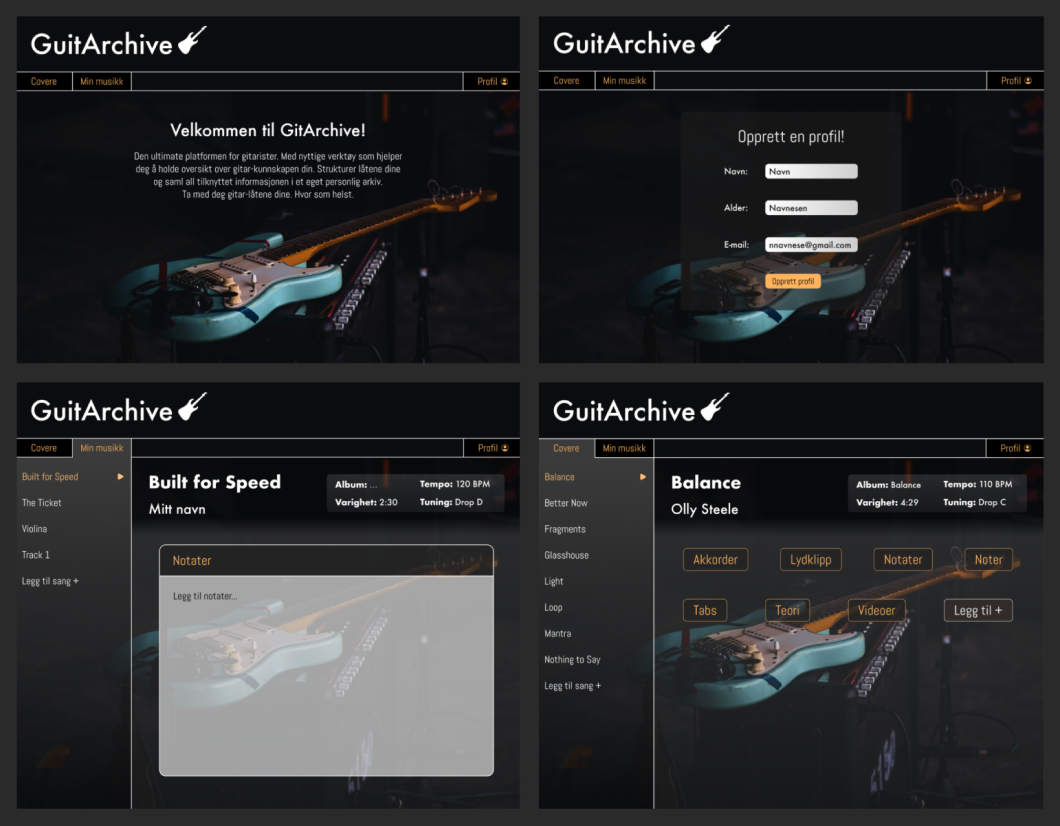 GuitArchive
Covere
Min musikk
Profil
Velkommen til GitArchive!
Den ultimate platformen for gitarister. Med nyttige verktøy som hjelper
deg å holde oversikt over gitar-kunnskapen din. Strukturer låtene dine
og saml all tilknyttet informasjonen i et eget personlig arkiv.
Ta med deg gitar-låtene dine. Hvor som helst.
GuitArchive
Covere
Min musikk
Profil
Opprett en profil!
Navn: Navn
Alder: Navnesen
E-mail: nnavnese@gmail.com
Opprett profil
GuitArchive
Covere
Min musikk
Profil
Built for Speed
The Ticket
Violina
Track 1
Legg til sang +
Built for Speed
Mitt navn
Album: ... Tempo: 120 BPM
Varighet: 2:30 Tuning: Drop D
Notater
Legg til notater...
GuitArchive
Covere
Min musikk
Profil
Balance
Better Now
Fragments
Glasshouse
Light
Loop
Mantra
Nothing to Say
Legg til sang +
Balance
Olly Steele
Album: Balance Tempo: 110 BPM
Varighet: 4:29 Tuning: Drop C
Akkorder Lydklipp Notater Noter
Tabs Teori Videoer Legg til +